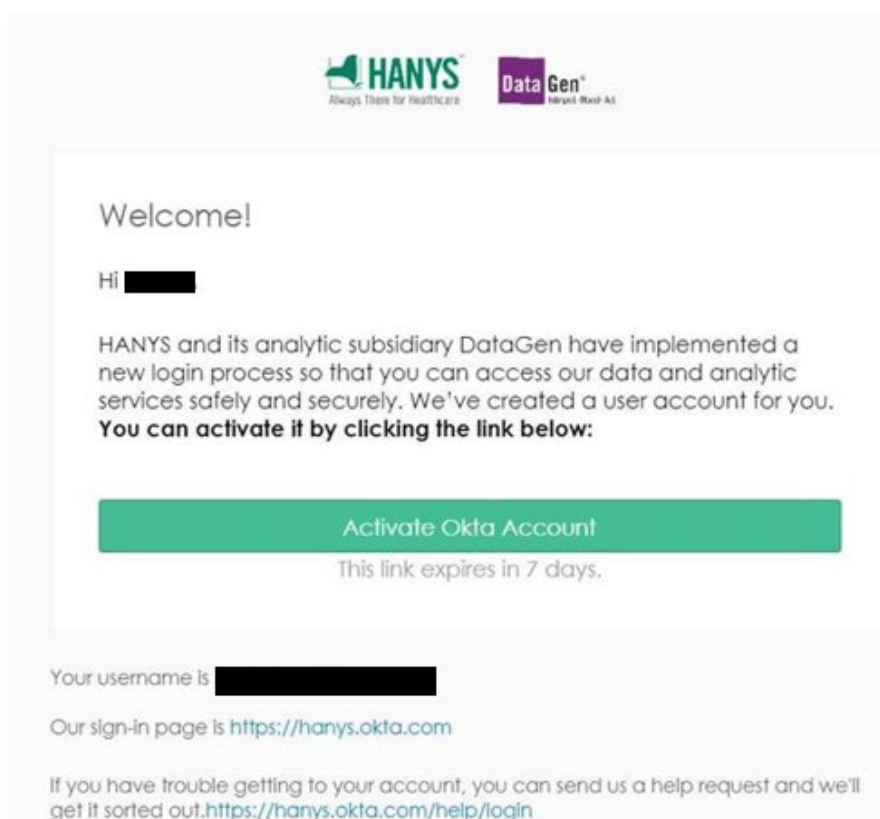 HANYS™
Always There for Healthcare
Data Gen®
Welcome!
Hi
HANYS and its analytic subsidiary DataGen have implemented a
new login process so that you can access our data and analytic
services safely and securely. We’ve created a user account for you.
You can activate it by clicking the link below:
Activate Okta Account
This link expires in 7 days.
Your username is
Our sign-in page is https://hanys.okta.com
If you have trouble getting to your account, you can send us a help request and we'll
get it sorted out.https://hanys.okta.com/help/login